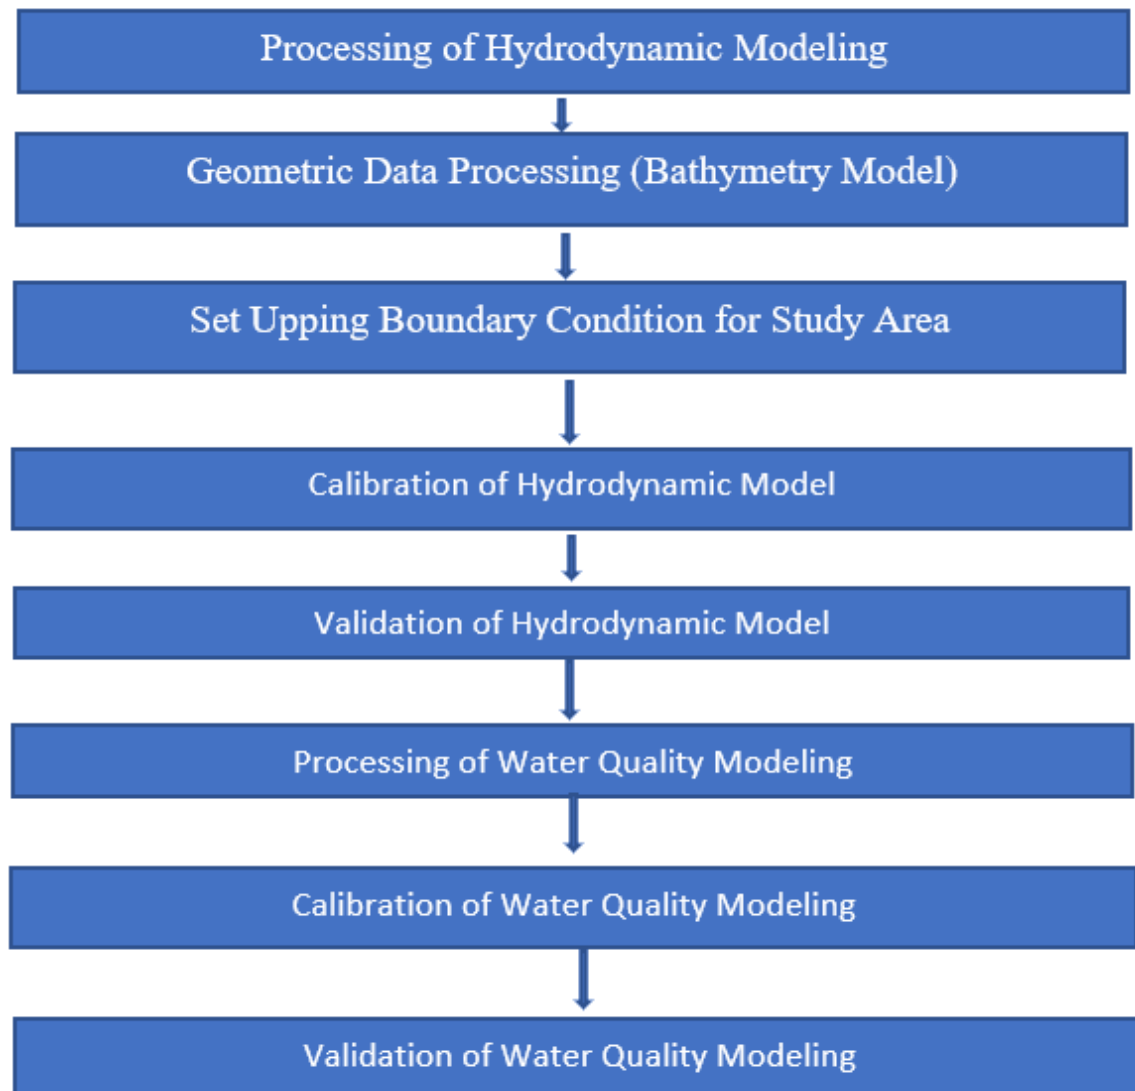 Processing of Hydrodynamic Modeling
Geometric Data Processing (Bathymetry Model)
Set Upping Boundary Condition for Study Area
Calibration of Hydrodynamic Model
Validation of Hydrodynamic Model
Processing of Water Quality Modeling
Calibration of Water Quality Modeling
Validation of Water Quality Modeling